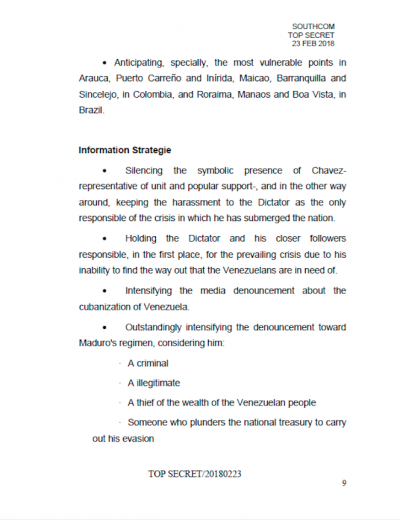 SOUTHCOM
TOP SECRET
23 FEB 2018
• Anticipating, specially, the most vulnerable points in
Arauca, Puerto Carreño and Inírida, Maicao, Barranquilla and
Sincelejo, in Colombia, and Roraima, Manaos and Boa Vista, in
Brazil.
Information Strategie
• Silencing the symbolic presence of Chavez-
representative of unit and popular support-, and in the other way
around, keeping the harassment to the Dictator as the only
responsible of the crisis in which he has submerged the nation.
• Holding the Dictator and his closer followers
responsible, in the first place, for the prevailing crisis due to his
inability to find the way out that the Venezuelans are in need of.
• Intensifying the media denouncement about the
cubanization of Venezuela.
• Outstandingly intensifying the denouncement toward
Maduro's regimen, considering him:
· A criminal
· A illegitimate
· A thief of the wealth of the Venezuelan people
· Someone who plunders the national treasury to carry
out his evasion
TOP SECRET/20180223
9